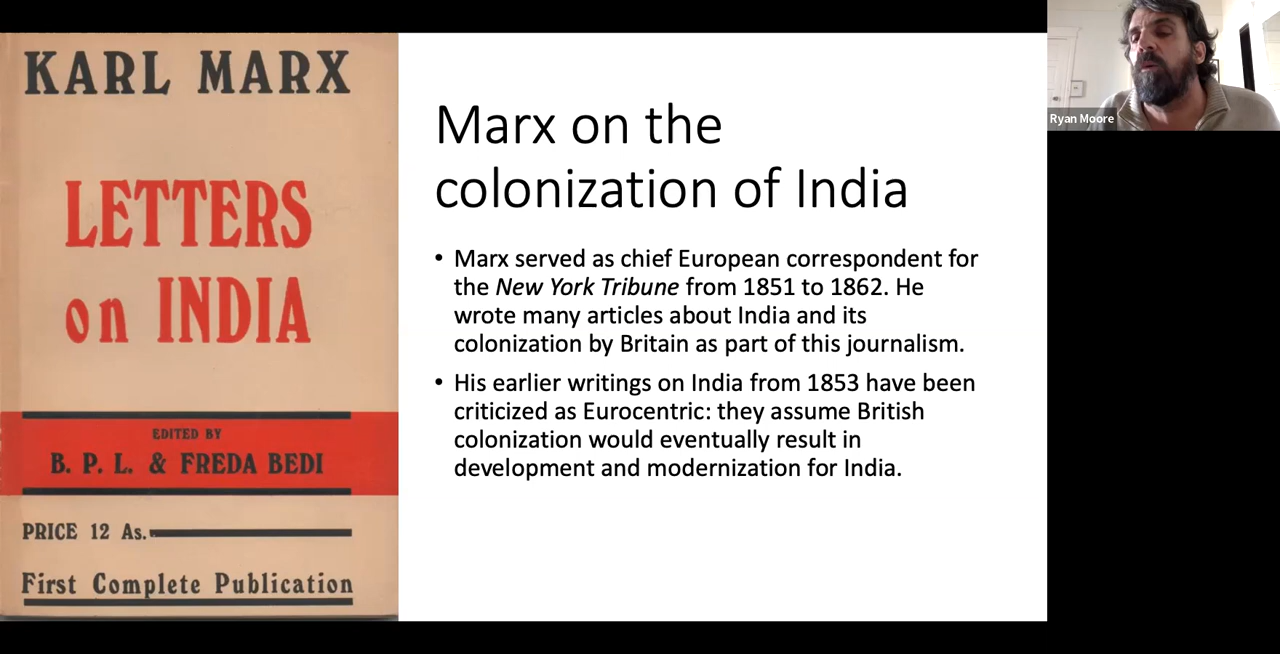 KARL MARX
LETTERS
on INDIA
EDITED BY
B. P. L. & FREDA BEDI
PRICE 12 As.
First Complete Publication
Marx on the
colonization of India
• Marx served as chief European correspondent for
the New York Tribune from 1851 to 1862. He
wrote many articles about India and its
colonization by Britain as part of this journalism.
• His earlier writings on India from 1853 have been
criticized as Eurocentric: they assume British
colonization would eventually result in
development and modernization for India.
Ryan Moore